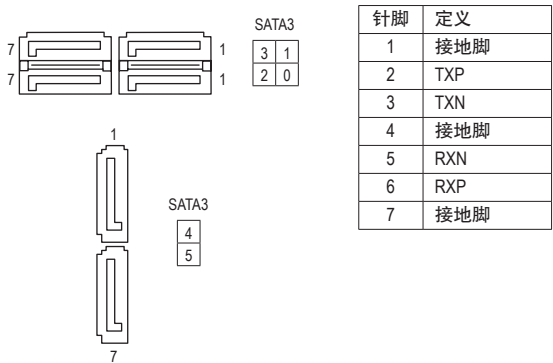 SATA3
7 1
7 1
3 1
2 0
1
SATA3
4
5
7
针脚 定义
1 接地脚
2 TXP
3 TXN
4 接地脚
5 RXN
6 RXP
7 接地脚